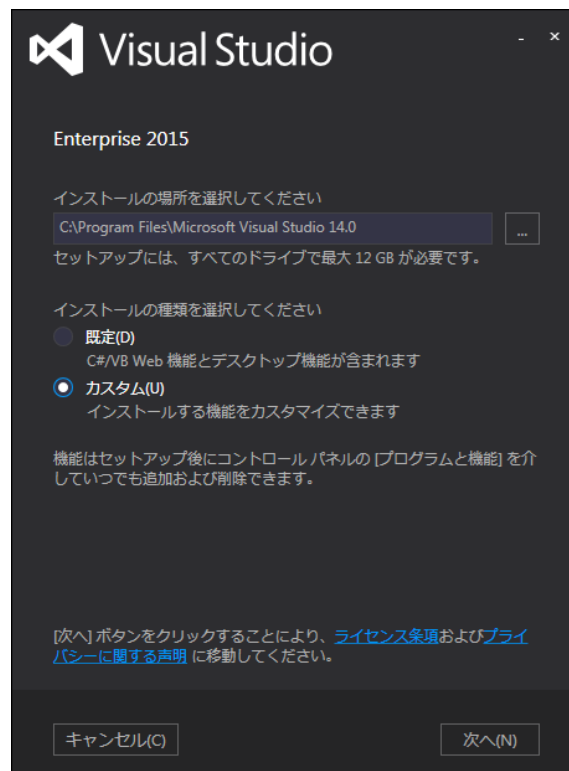 Visual Studio
Enterprise 2015
インストールの場所を選択してください
C:\Program Files\Microsoft Visual Studio 14.0
...
セットアップには、すべてのドライブで最大 12 GB が必要です。
インストールの種類を選択してください
既定(D)
C#/VB Web 機能とデスクトップ機能が含まれます
カスタム(U)
インストールする機能をカスタマイズできます
機能はセットアップ後にコントロール パネルの [プログラムと機能] を介
していつでも追加および削除できます。
[次へ] ボタンをクリックすることにより、ライセンス条項およびプライ
バシーに関する声明 に移動してください。
キャンセル(C)
次へ(N)